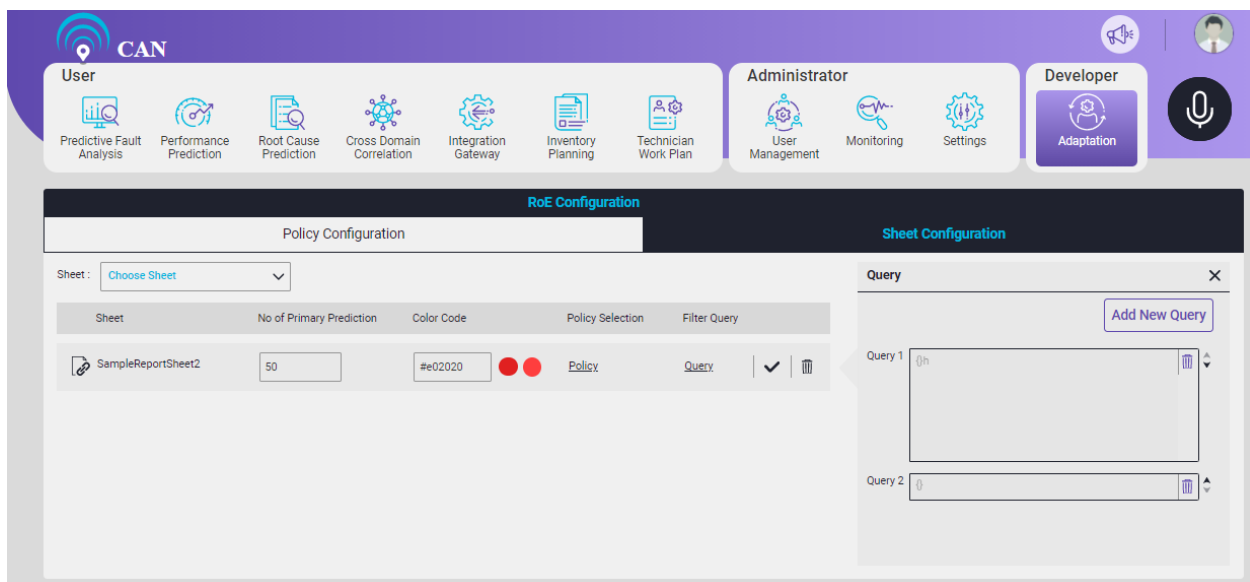 CAN
User
Administrator
Developer
Predictive Fault
Analysis
Performance
Prediction
Root Cause
Prediction
Cross Domain
Correlation
Integration
Gateway
Inventory
Planning
Technician
Work Plan
User
Management
Monitoring
Settings
Adaptation
RoE Configuration
Policy Configuration
Sheet Configuration
Sheet :
Choose Sheet
Sheet
No of Primary Prediction
Color Code
Policy Selection
Filter Query
SampleReportSheet2
50
#e02020
Policy
Query
Query
Add New Query
Query 1
{}h
Query 2
{}